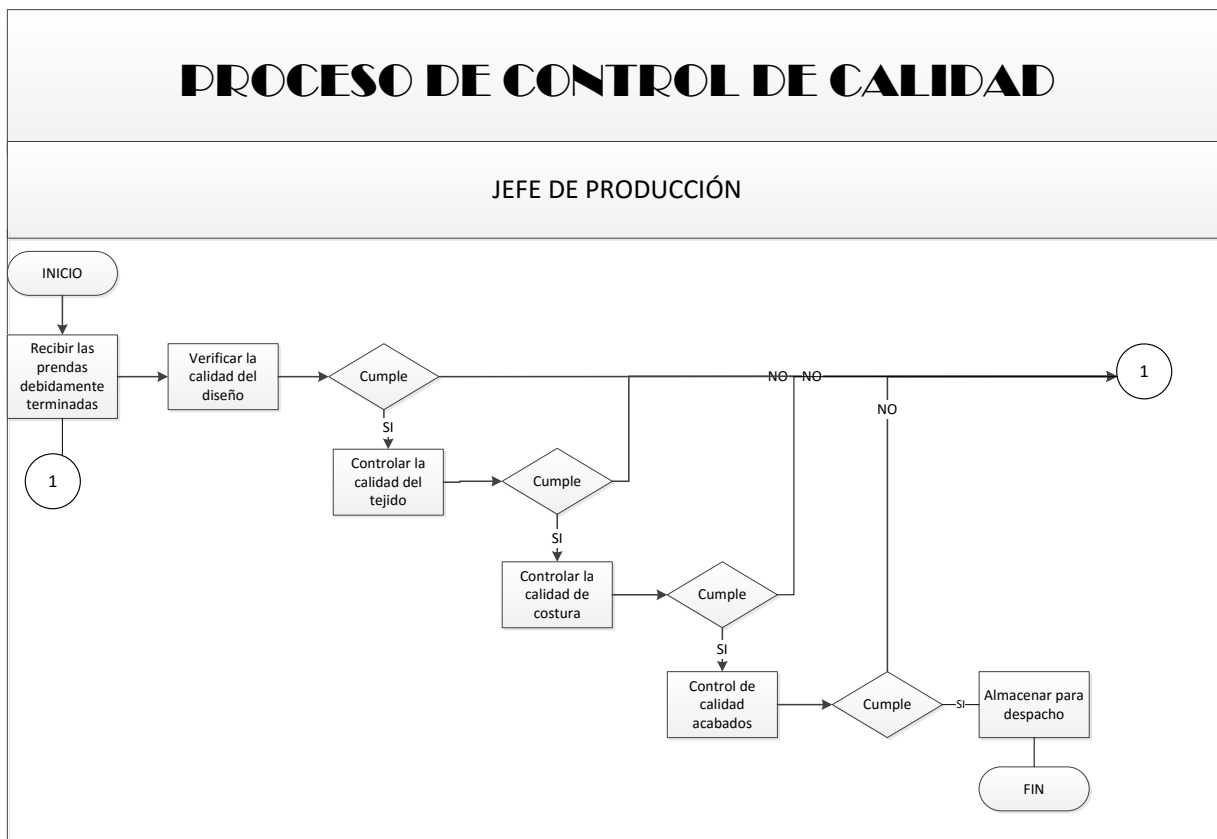 PROCESO DE CONTROL DE CALIDAD
JEFE DE PRODUCCIÓN
INICIO
Recibir las
prendas
debidamente
terminadas
1
Verificar la
calidad del
diseño
Cumple
NO
NO
NO
1
SI
Controlar la
calidad del
tejido
Cumple
SI
Controlar la
calidad de
costura
Cumple
SI
Control de
calidad
acabados
Cumple
SI
Almacenar para
despacho
FIN